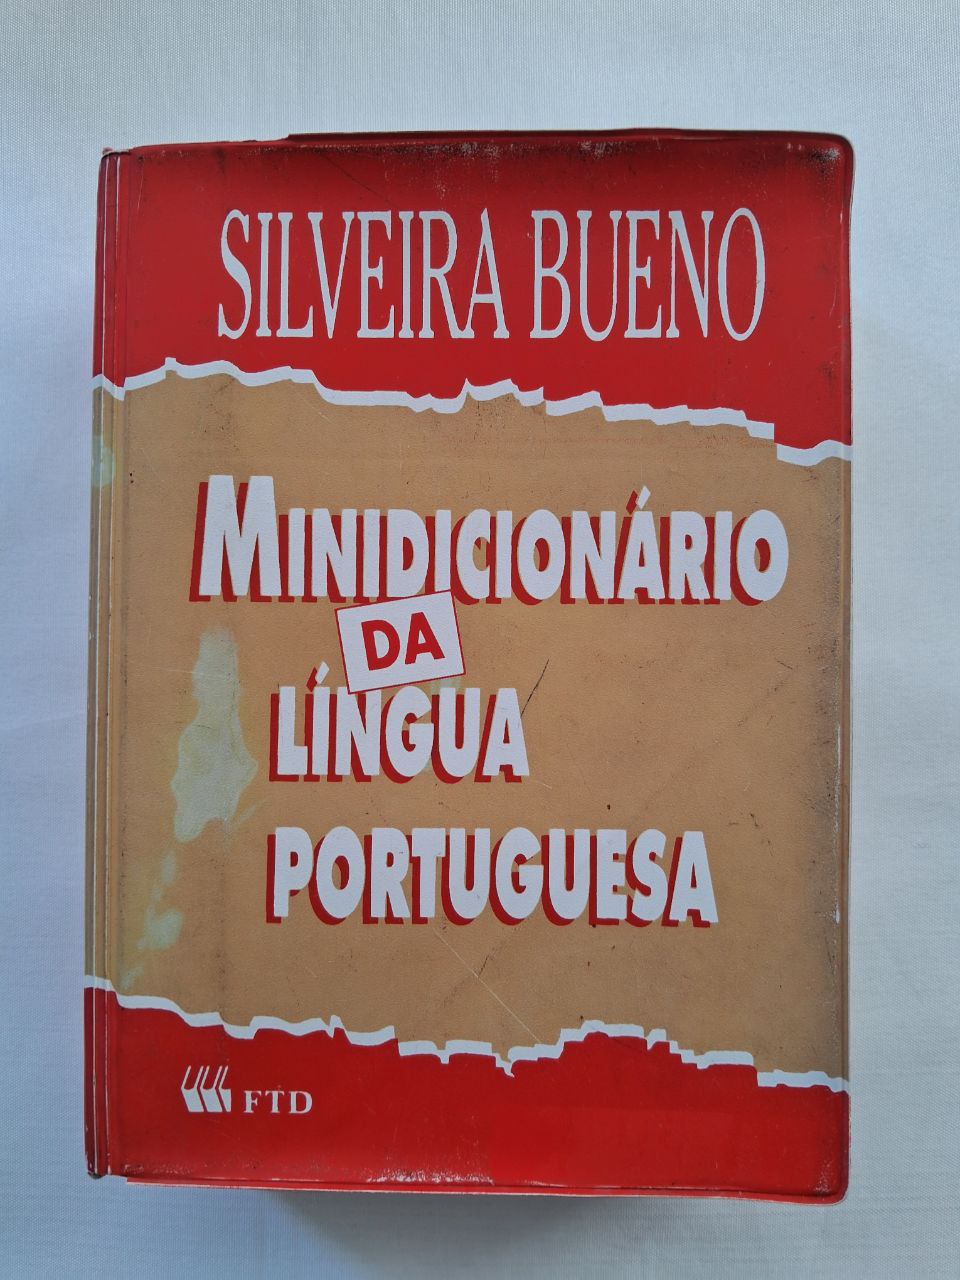 SILVEIRA BUENO
MINIDICIONÁRIO
DA
LÍNGUA
PORTUGUESA
FTD